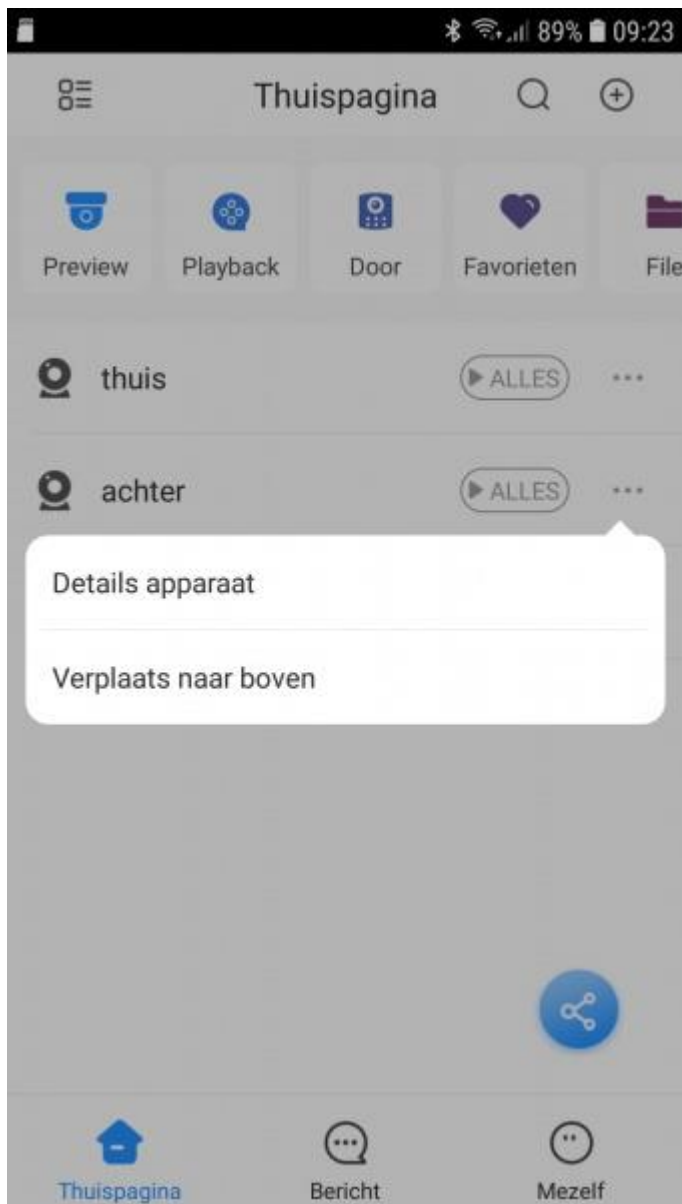 89% 09:23
Thuispagina
Preview Playback Door Favorieten File
thuis ALLES
achter ALLES
Details apparaat
Verplaats naar boven
Thuispagina Bericht Mezelf